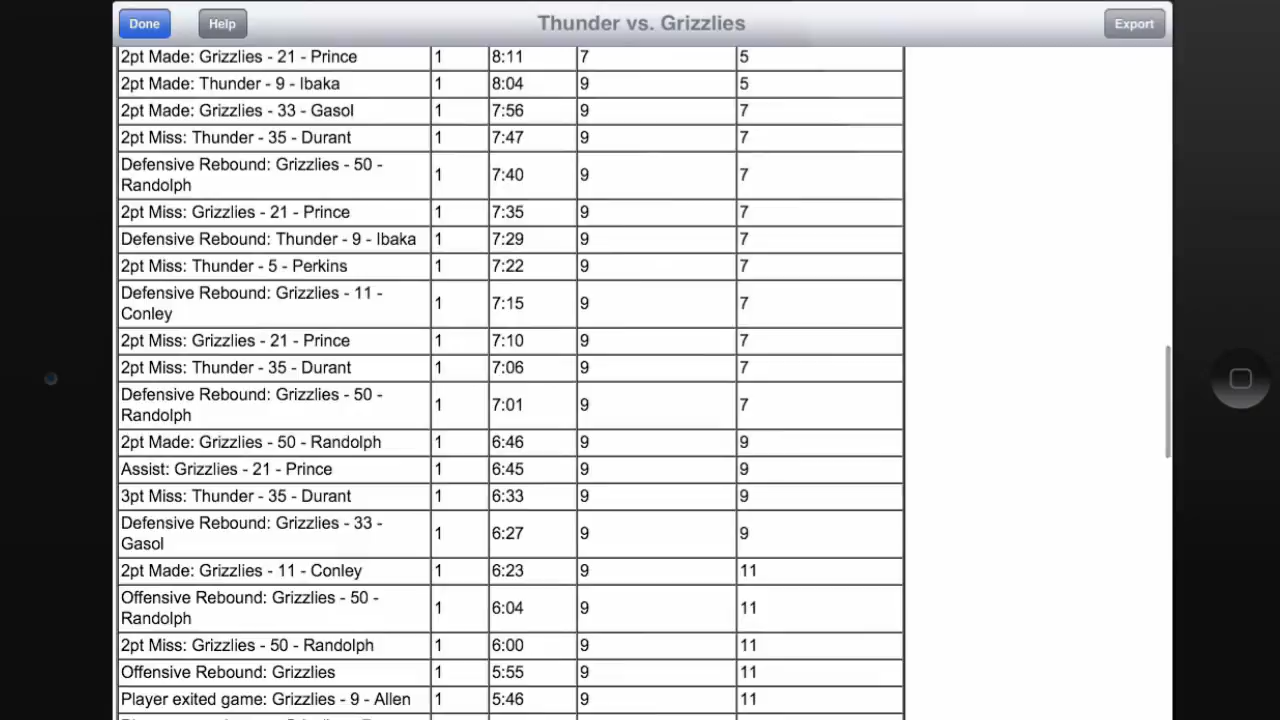 Done Help Thunder vs. Grizzlies Export
2pt Made: Grizzlies - 21 - Prince 1 8:11 7 5
2pt Made: Thunder - 9 - Ibaka 1 8:04 9 5
2pt Made: Grizzlies - 33 - Gasol 1 7:56 9 7
2pt Miss: Thunder - 35 - Durant 1 7:47 9 7
Defensive Rebound: Grizzlies - 50 -
Randolph 1 7:40 9 7
2pt Miss: Grizzlies - 21 - Prince 1 7:35 9 7
Defensive Rebound: Thunder - 9 - Ibaka 1 7:29 9 7
2pt Miss: Thunder - 5 - Perkins 1 7:22 9 7
Defensive Rebound: Grizzlies - 11 -
Conley 1 7:15 9 7
2pt Miss: Grizzlies - 21 - Prince 1 7:10 9 7
2pt Miss: Thunder - 35 - Durant 1 7:06 9 7
Defensive Rebound: Grizzlies - 50 -
Randolph 1 7:01 9 7
2pt Made: Grizzlies - 50 - Randolph 1 6:46 9 9
Assist: Grizzlies - 21 - Prince 1 6:45 9 9
3pt Miss: Thunder - 35 - Durant 1 6:33 9 9
Defensive Rebound: Grizzlies - 33 -
Gasol 1 6:27 9 9
2pt Made: Grizzlies - 11 - Conley 1 6:23 9 11
Offensive Rebound: Grizzlies - 50 -
Randolph 1 6:04 9 11
2pt Miss: Grizzlies - 50 - Randolph 1 6:00 9 11
Offensive Rebound: Grizzlies 1 5:55 9 11
Player exited game: Grizzlies - 9 - Allen 1 5:46 9 11